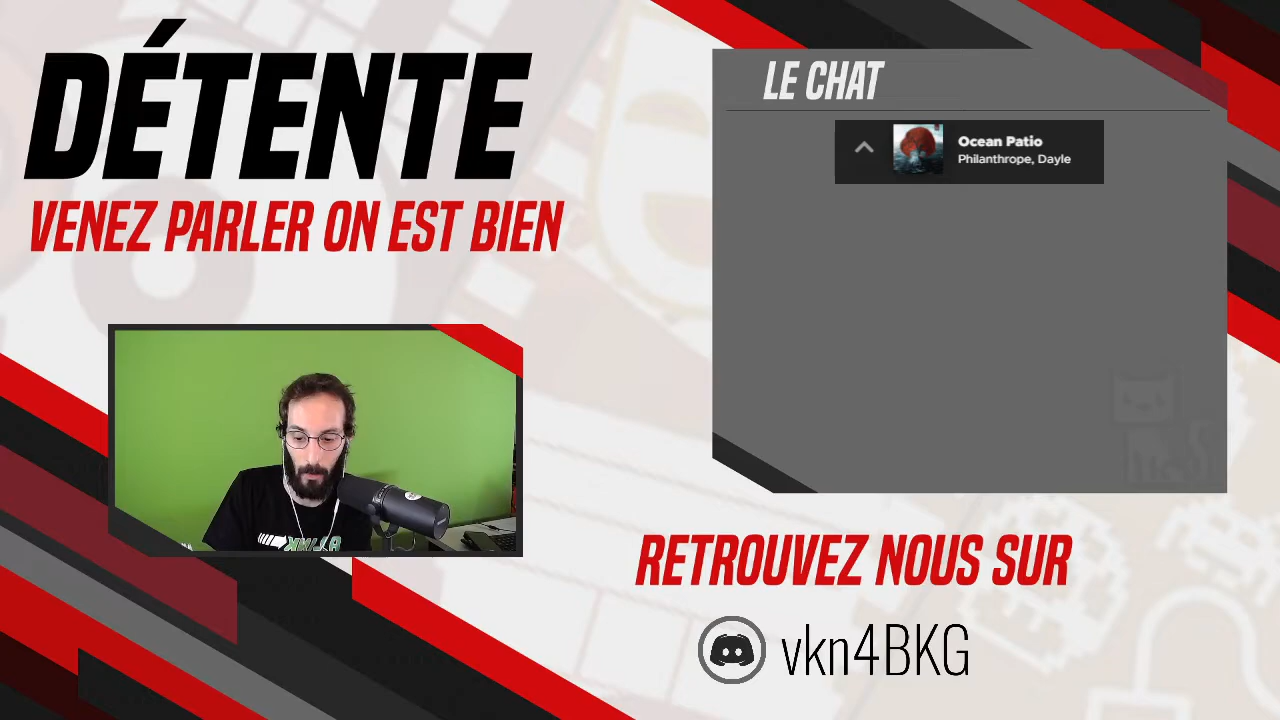 DÉTENTE
VENEZ PARLER ON EST BIEN
LE CHAT
Ocean Patio
Philanthrope, Dayle
RETROUVEZ NOUS SUR
vkn4BKG